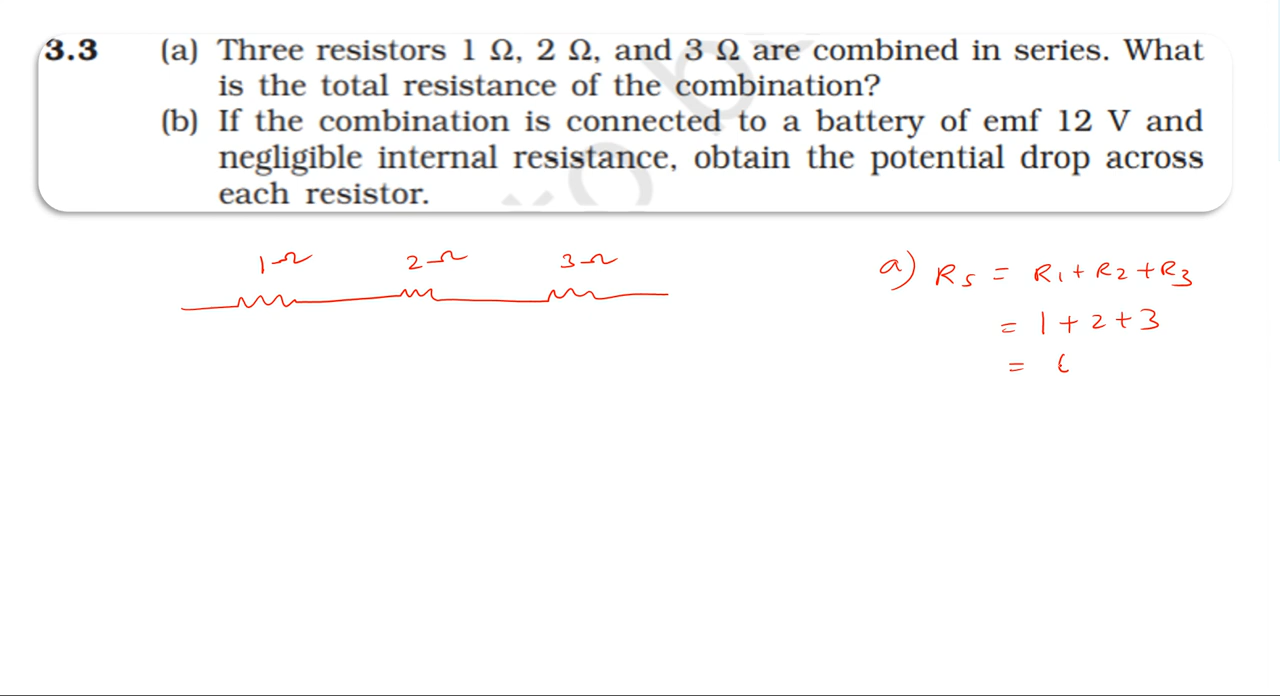 3.3 (a) Three resistors 1 Ω, 2 Ω, and 3 Ω are combined in series. What
is the total resistance of the combination?
(b) If the combination is connected to a battery of emf 12 V and
negligible internal resistance, obtain the potential drop across
each resistor.
1Ω 2Ω 3Ω
a) Rs = R1 + R2 + R3
= 1 + 2 + 3
=